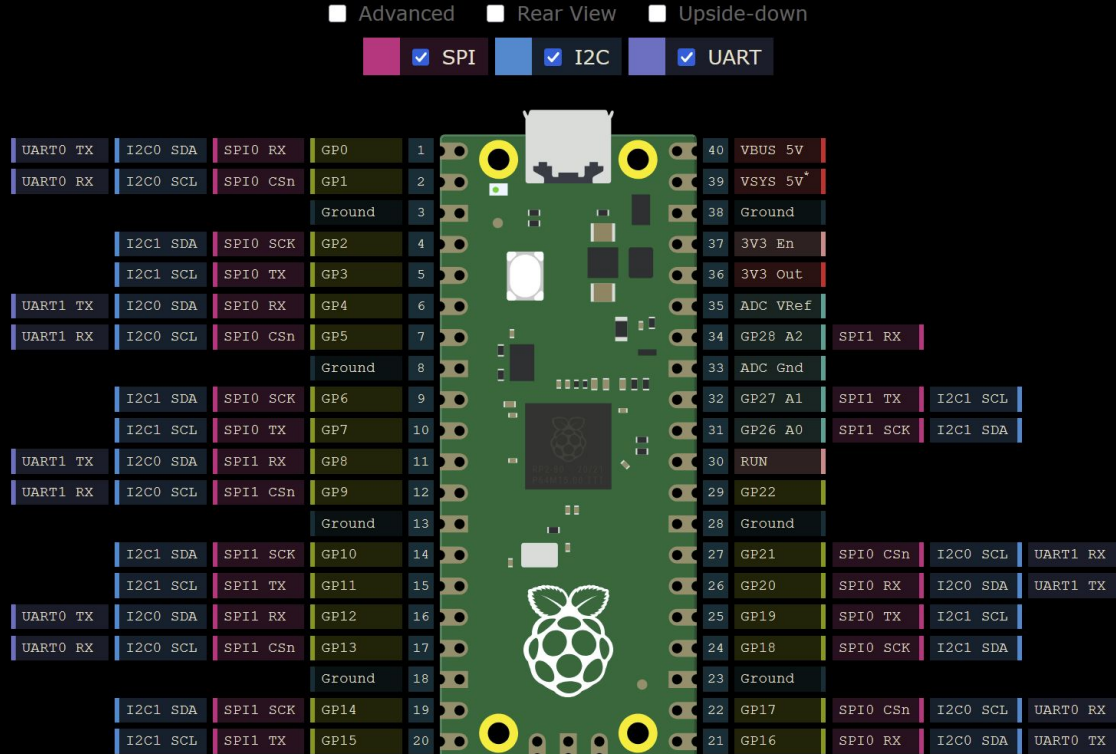 Advanced Rear View Upside-down
SPI I2C UART
UART0 TX I2C0 SDA SPI0 RX GP0 1 40 VBUS 5V
UART0 RX I2C0 SCL SPI0 CSn GP1 2 39 VSYS 5V*
Ground 3 38 Ground
I2C1 SDA SPI0 SCK GP2 4 37 3V3 En
I2C1 SCL SPI0 TX GP3 5 36 3V3 Out
UART1 TX I2C0 SDA SPI0 RX GP4 6 35 ADC VRef
UART1 RX I2C0 SCL SPI0 CSn GP5 7 34 GP28 A2 SPI1 RX
Ground 8 33 ADC Gnd
I2C1 SDA SPI0 SCK GP6 9 32 GP27 A1 SPI1 TX I2C1 SCL
I2C1 SCL SPI0 TX GP7 10 31 GP26 A0 SPI1 SCK I2C1 SDA
UART1 TX I2C0 SDA SPI1 RX GP8 11 30 RUN
UART1 RX I2C0 SCL SPI1 CSn GP9 12 29 GP22
Ground 13 28 Ground
I2C1 SDA SPI1 SCK GP10 14 27 GP21 SPI0 CSn I2C0 SCL UART1 RX
I2C1 SCL SPI1 TX GP11 15 26 GP20 SPI0 RX I2C0 SDA UART1 TX
UART0 TX I2C0 SDA SPI1 RX GP12 16 25 GP19 SPI0 TX I2C1 SCL
UART0 RX I2C0 SCL SPI1 CSn GP13 17 24 GP18 SPI0 SCK I2C1 SDA
Ground 18 23 Ground
I2C1 SDA SPI1 SCK GP14 19 22 GP17 SPI0 CSn I2C0 SCL UART0 RX
I2C1 SCL SPI1 TX GP15 20 21 GP16 SPI0 RX I2C0 SDA UART0 TX